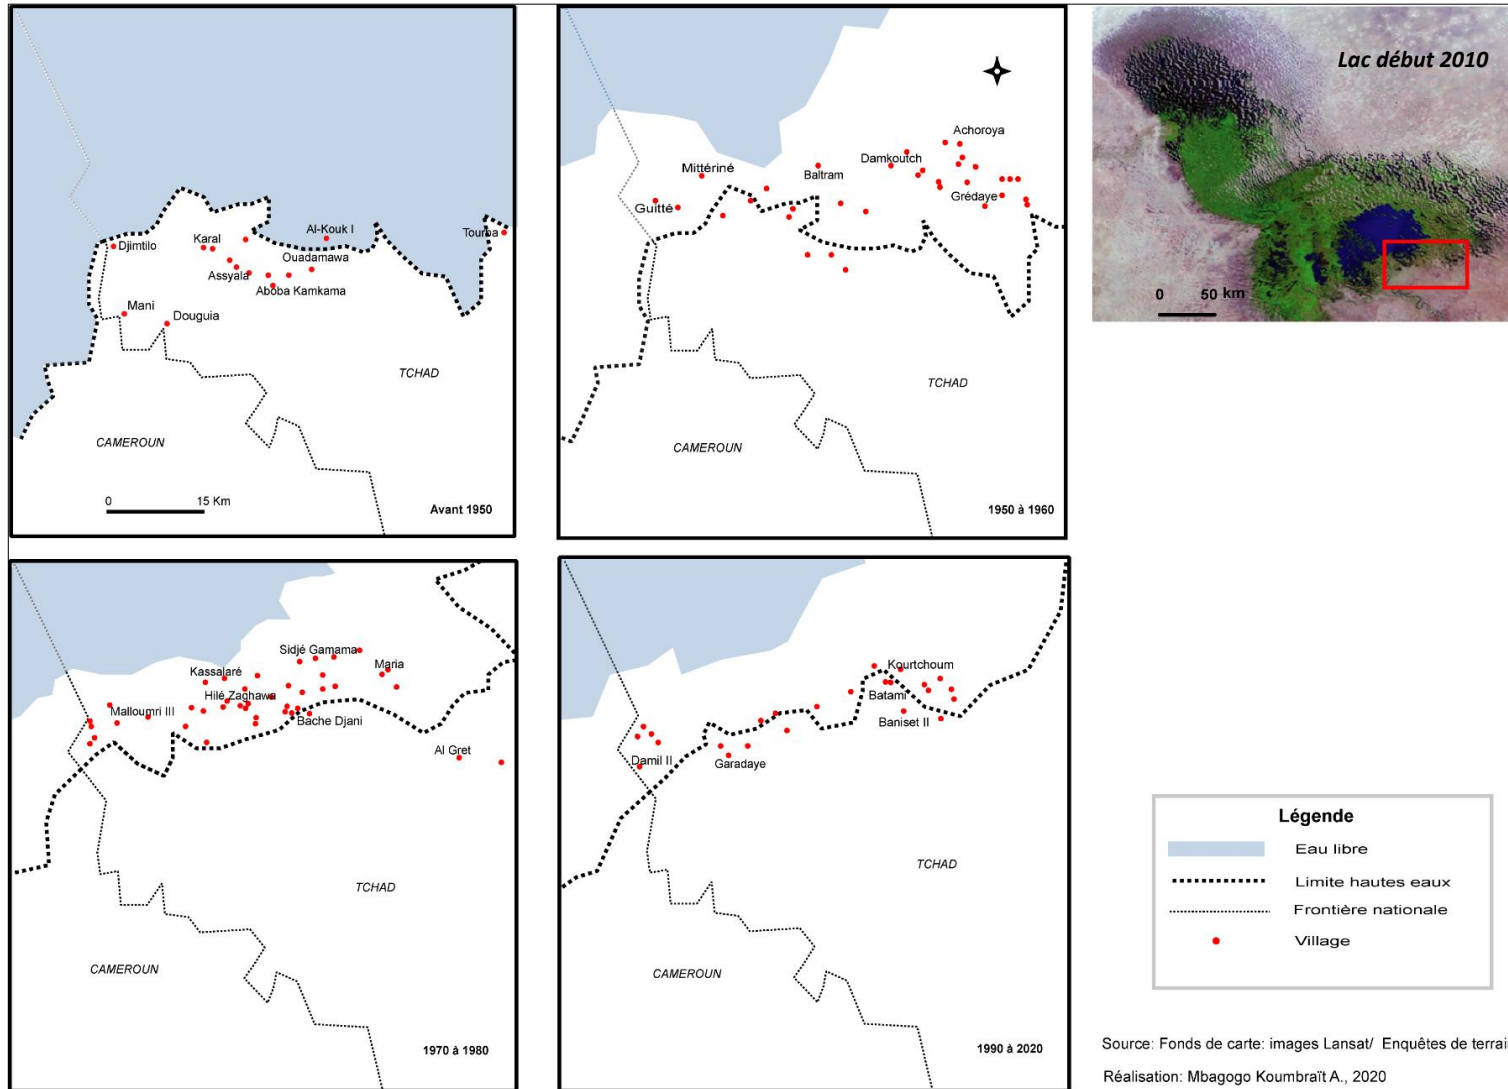 Djimtilo
Karal
Al-Kouk I
Tourba
Ouadamawa
Assyala
Aboba Kamkama
Mani
Douguia
TCHAD
CAMEROUN
0 15 Km
Avant 1950
Achoroya
Damkoutch
Baltram
Mittériné
Grédaye
Guitté
TCHAD
CAMEROUN
1950 à 1960
Lac début 2010
0 50 km
Sidjé Gamama
Maria
Kassalaré
Hilé Zaghawa
Malloumri III
Bache Djani
Al Gret
TCHAD
CAMEROUN
1970 à 1980
Kourtchoum
Batami
Baniset II
Damil II
Garadaye
TCHAD
CAMEROUN
1990 à 2020
Légende
Eau libre
Limite hautes eaux
Frontière nationale
Village
Source: Fonds de carte: images Lansat/ Enquêtes de terrai
Réalisation: Mbagogo Koumbraït A., 2020